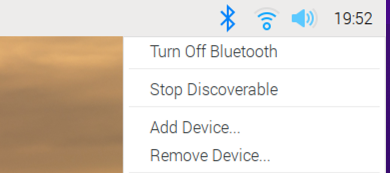 19:52
Turn Off Bluetooth
Stop Discoverable
Add Device...
Remove Device...